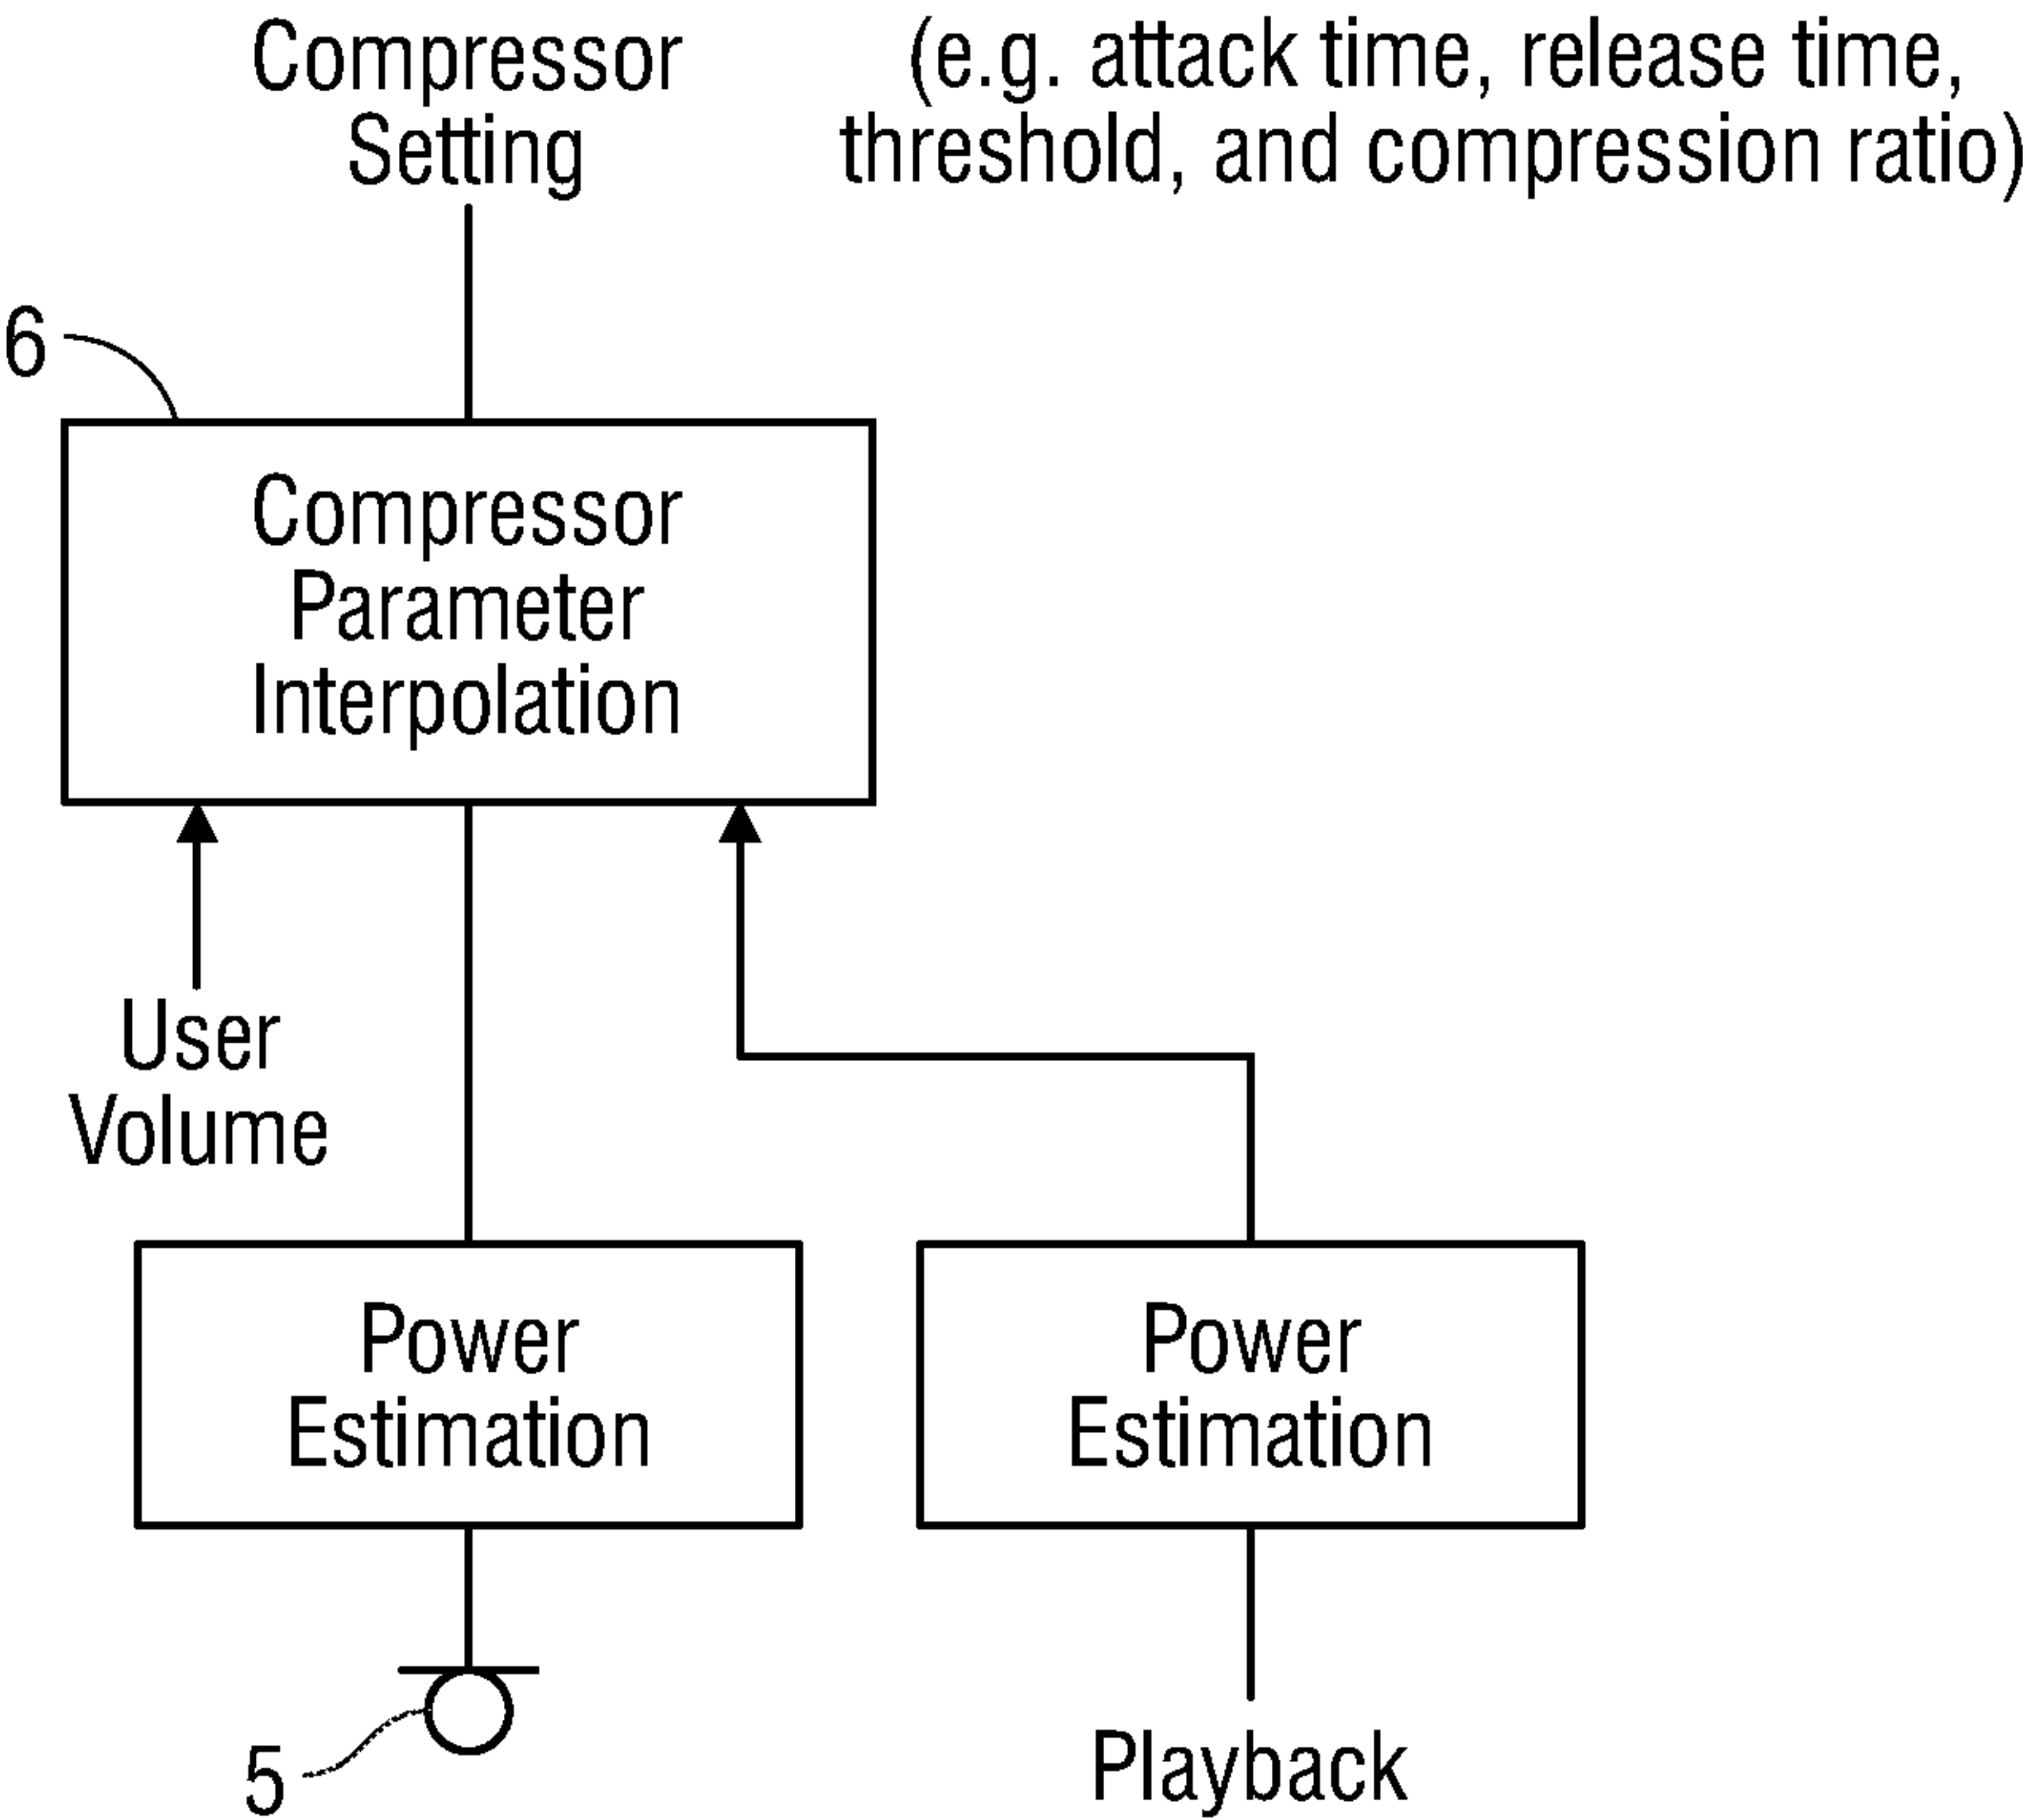 Compressor
Setting
(e.g. attack time, release time,
threshold, and compression ratio)
6
Compressor
Parameter
Interpolation
User
Volume
Power
Estimation
Power
Estimation
5
Playback